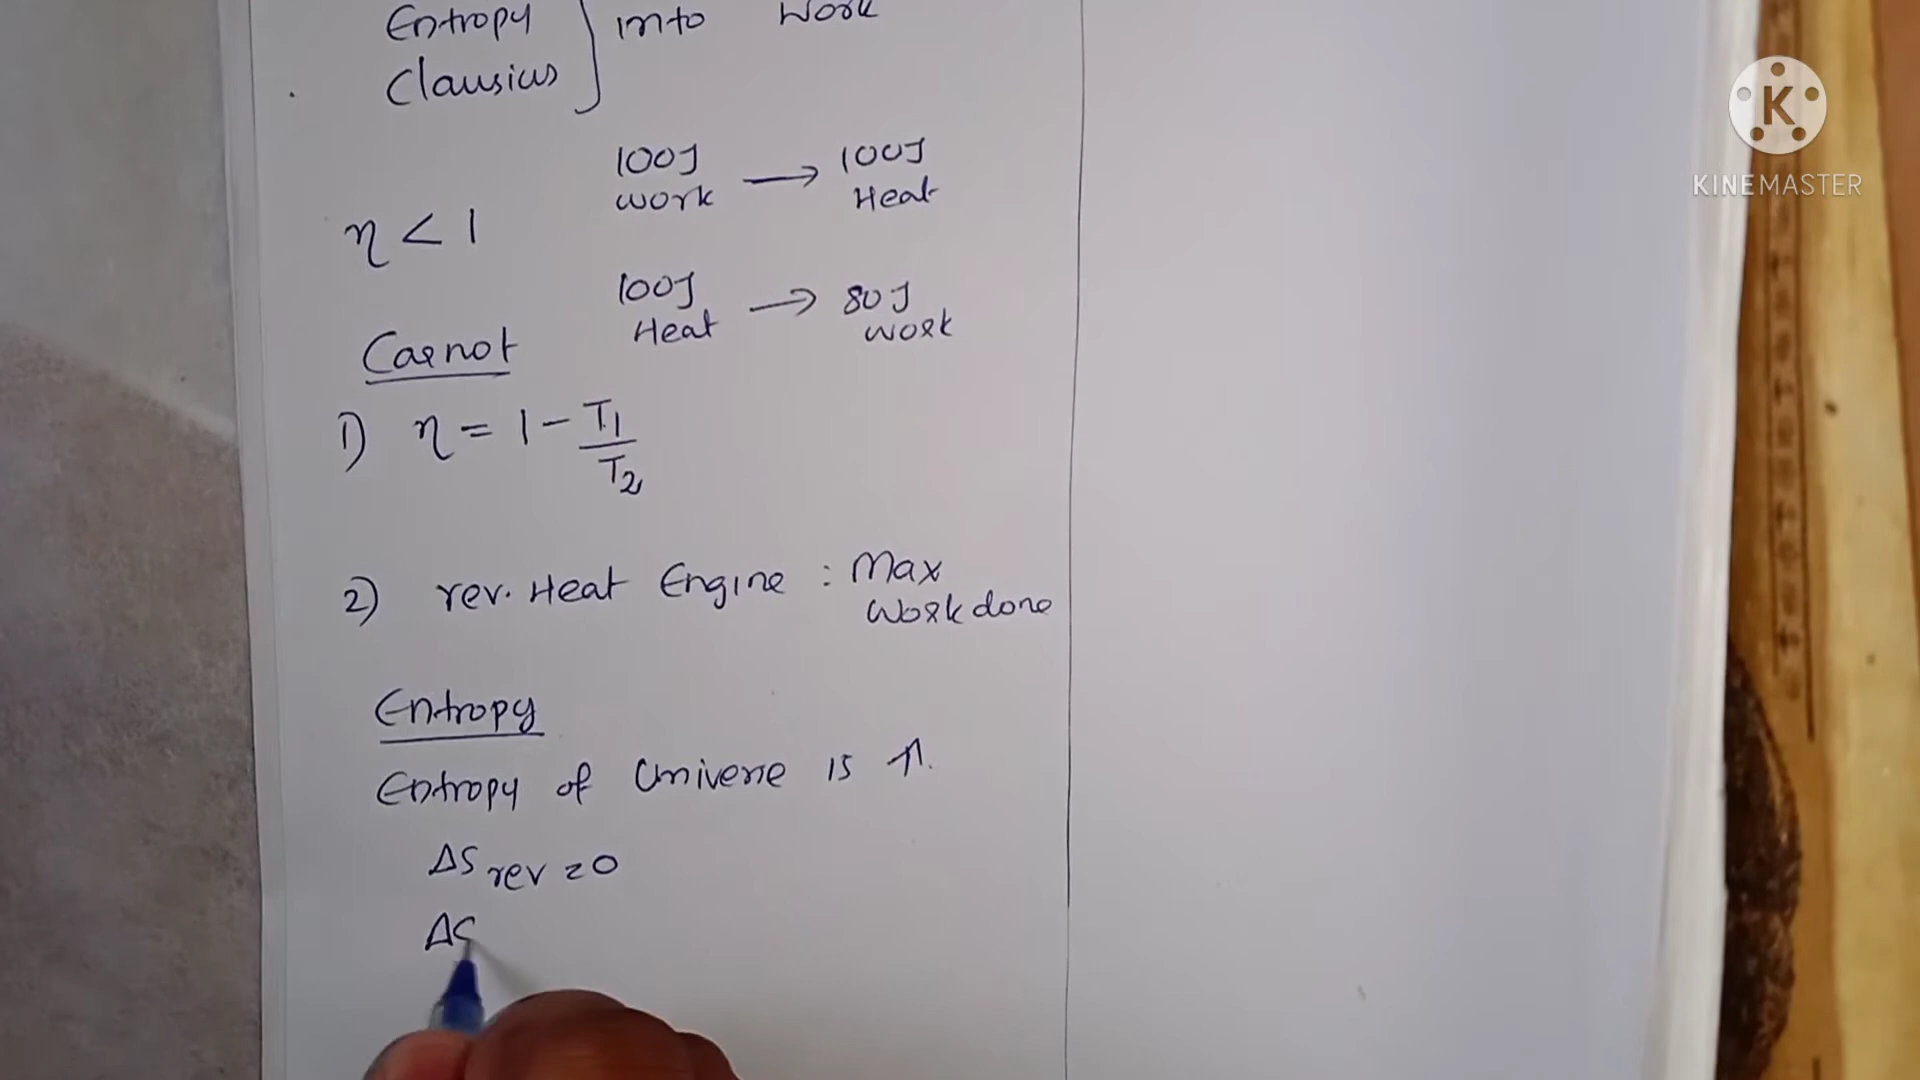 Entropy } into work
Clausius
100J work → 100J Heat
η < 1
100J Heat → 80J work
Carnot
1) η = 1 - T1/T2
2) rev. Heat Engine : Max
work done
Entropy
Entropy of Universe is ↑.
ΔS rev = 0
ΔS
K
KINEMASTER